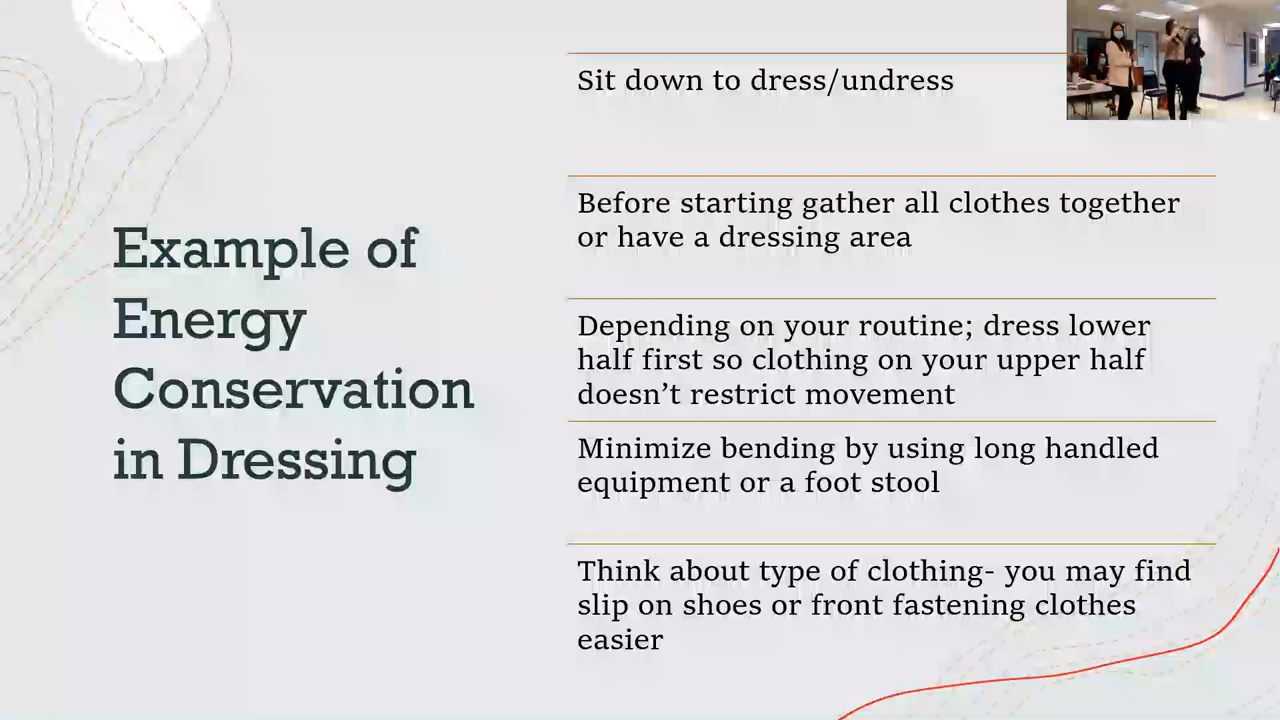 Example of
Energy
Conservation
in Dressing
Sit down to dress/undress
Before starting gather all clothes together
or have a dressing area
Depending on your routine; dress lower
half first so clothing on your upper half
doesn’t restrict movement
Minimize bending by using long handled
equipment or a foot stool
Think about type of clothing- you may find
slip on shoes or front fastening clothes
easier